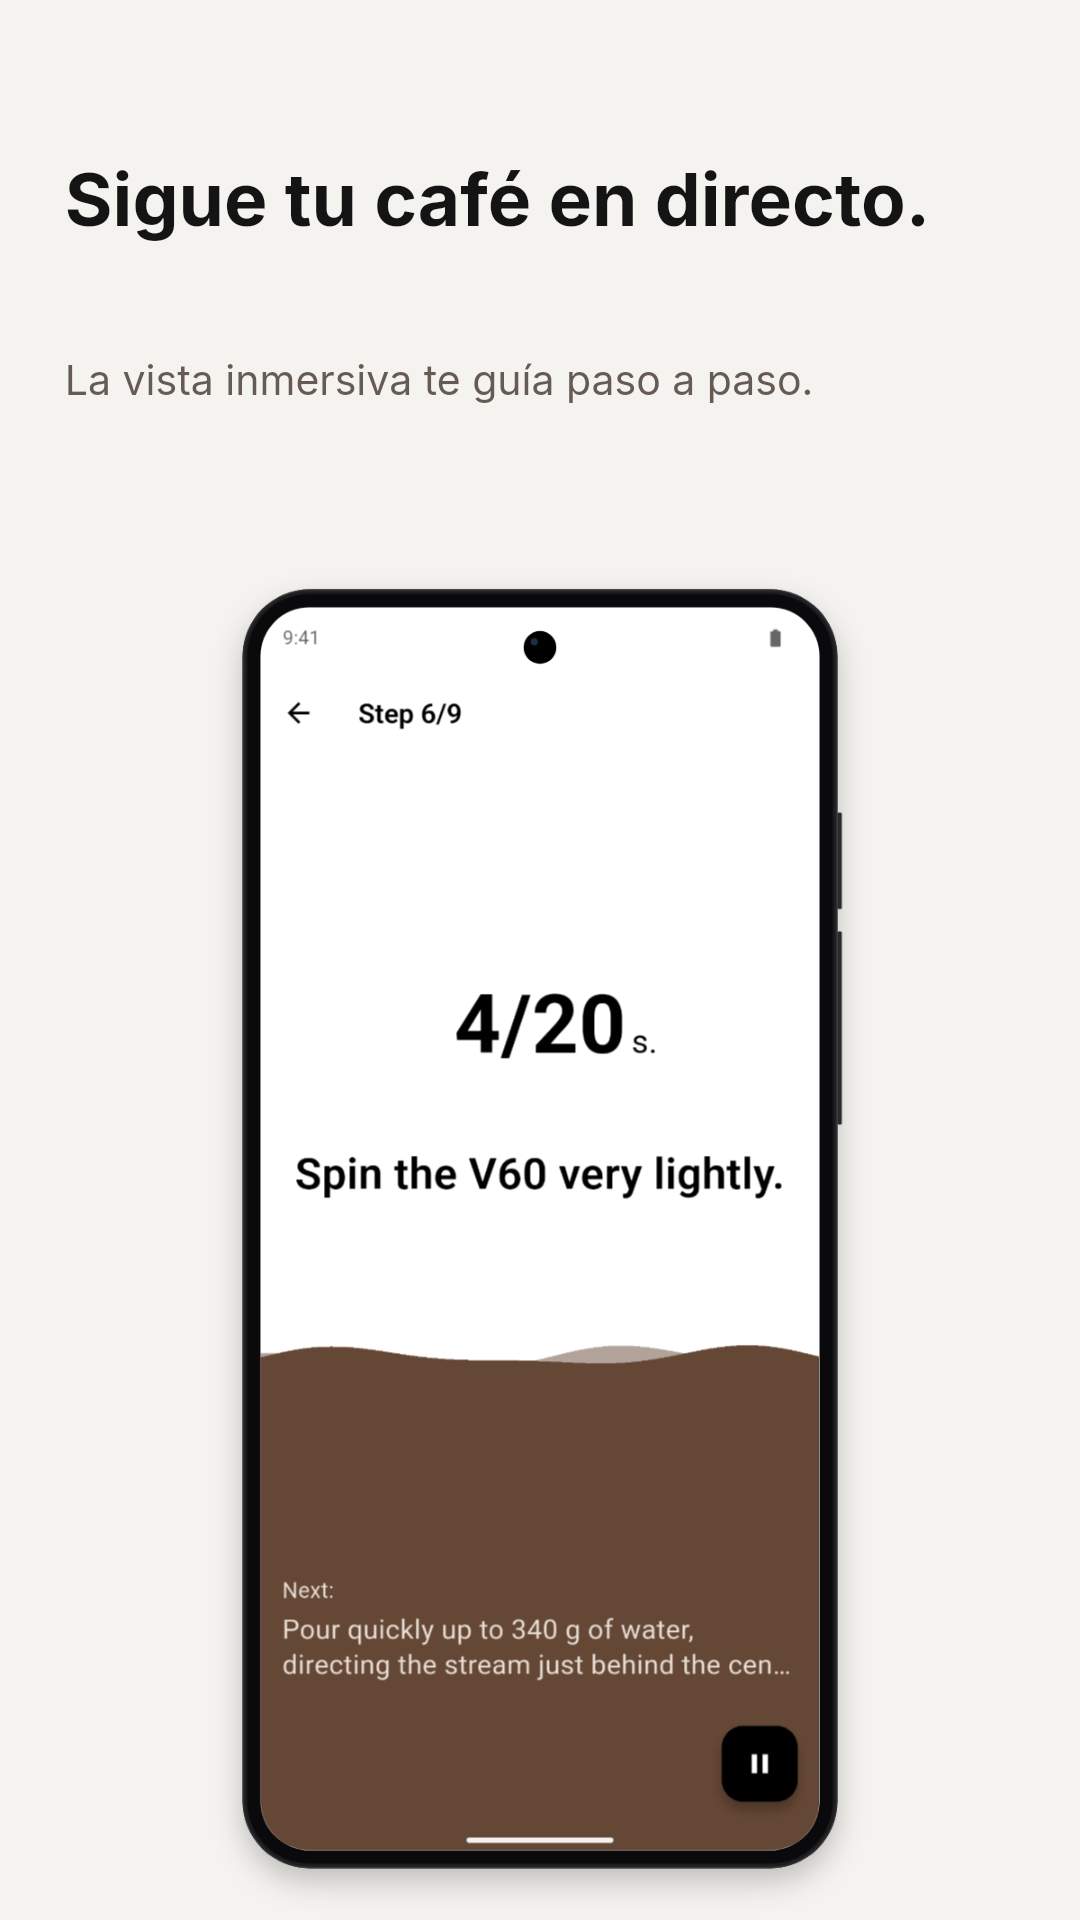 Sigue tu café en directo.
La vista inmersiva te guía paso a paso.
9:41
Step 6/9
4/20 s.
Spin the V60 very lightly.
Next:
Pour quickly up to 340 g of water,
directing the stream just behind the cen…